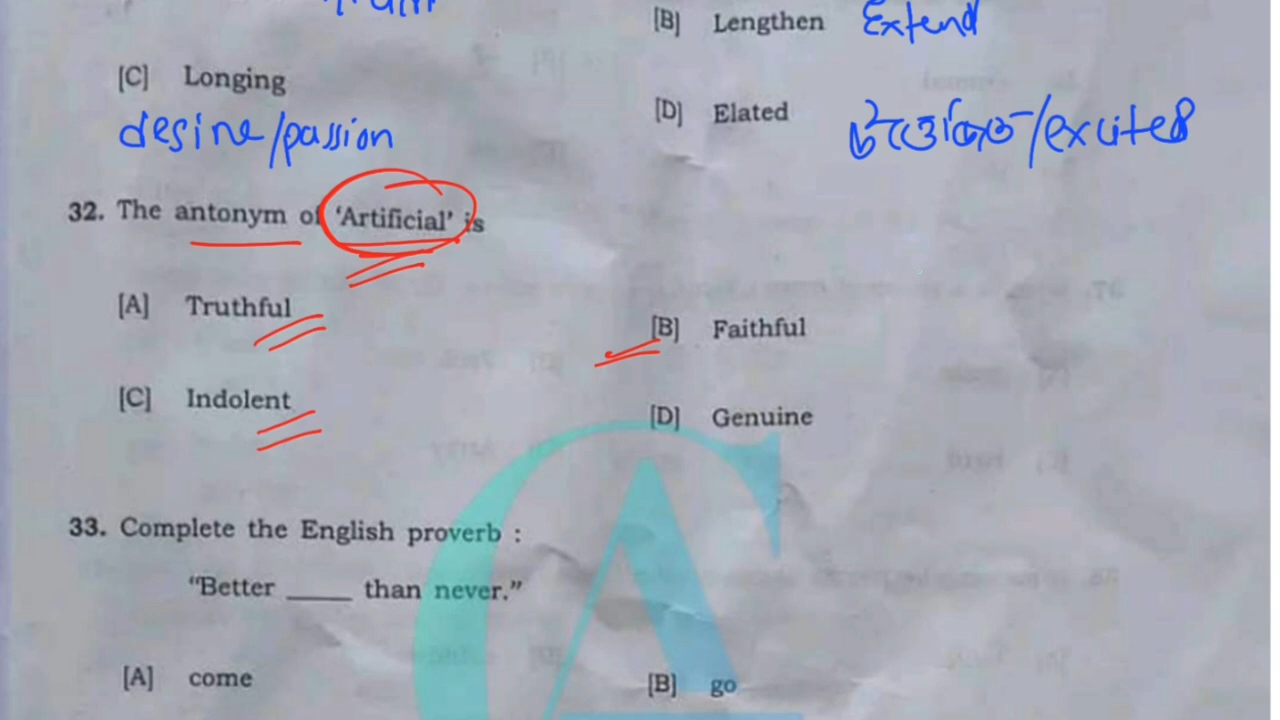 [B] Lengthen Extend
[C] Longing
desire/passion
[D] Elated /excited
32. The antonym of 'Artificial' is
[A] Truthful
[B] Faithful
[C] Indolent
[D] Genuine
33. Complete the English proverb :
"Better ____ than never."
[A] come
[B] go